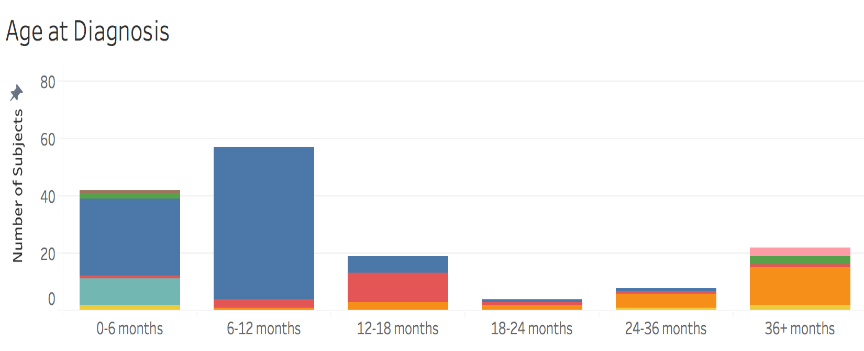 Age at Diagnosis
80
60
40
20
0
Number of Subjects
0-6 months
6-12 months
12-18 months
18-24 months
24-36 months
36+ months